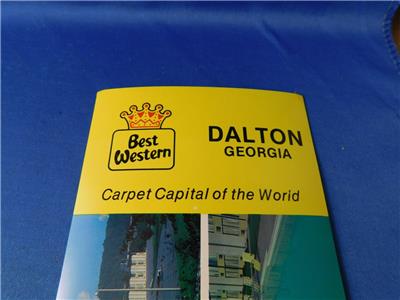 Best
Western
DALTON
GEORGIA
Carpet Capital of the World